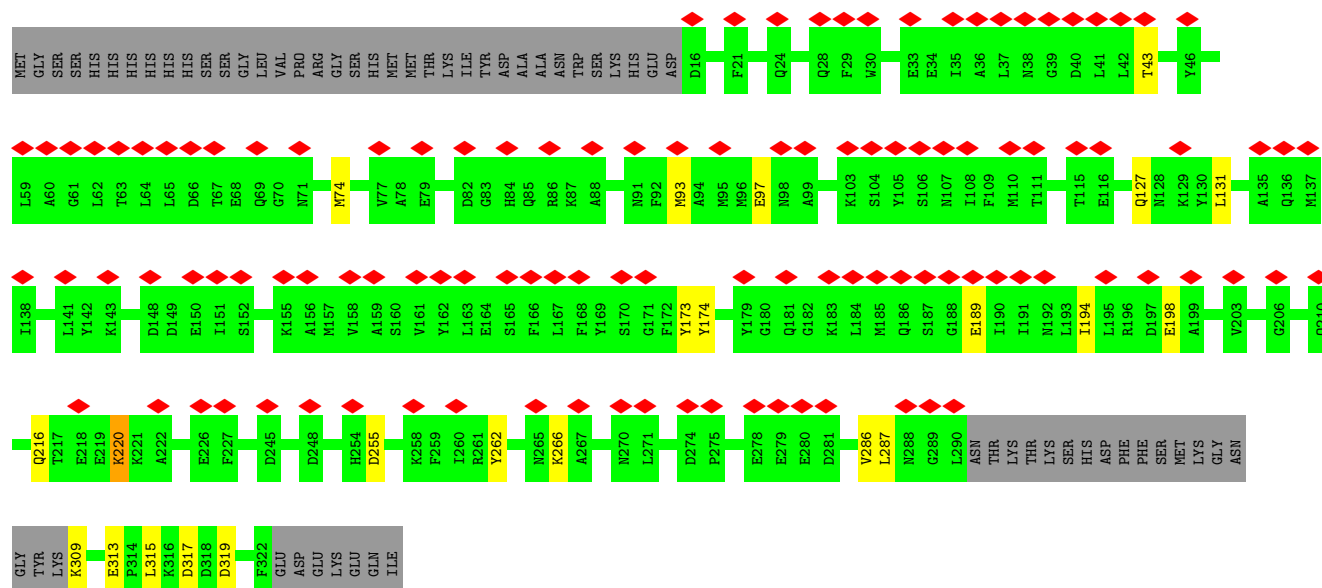 MET GLY SER SER HIS HIS HIS HIS HIS HIS SER SER GLY LEU VAL PRO ARG GLY SER HIS MET MET THR LYS ILE TYR ASP ALA ALA ASN TRP SER LYS HIS GLU ASP D16 F21 Q24 Q28 F29 W30 E33 E34 I35 A36 L37 N38 G39 D40 L41 L42 T43 Y46
L59 A60 G61 L62 T63 L64 L65 D66 T67 E68 Q69 G70 N71 M74 V77 A78 E79 D82 G83 H84 Q85 R86 K87 A88 N91 F92 M93 A94 M95 M96 E97 N98 A99 K103 S104 Y105 S106 N107 I108 F109 M110 T111 T115 E116 Q127 N128 K129 Y130 L131 A135 Q136 M137
I138 L141 Y142 K143 D148 D149 E150 I151 S152 K155 A156 M157 V158 A159 S160 V161 Y162 L163 E164 S165 F166 L167 F168 Y169 S170 G171 F172 Y173 Y174 Y179 G180 Q181 G182 K183 L184 M185 Q186 S187 G188 E189 I190 I191 N192 L193 I194 L195 R196 D197 E198 A199 V203 G206
Q216 T217 E218 E219 K220 K221 A222 E226 F227 D245 D248 H254 D255 K258 F259 I260 R261 Y262 N265 K266 A267 N270 L271 D274 P275 E278 E279 E280 D281 V286 L287 N288 G289 L290 ASN THR LYS THR LYS SER HIS ASP PHE PHE SER MET LYS GLY ASN
GLY TYR LYS K309 E313 P314 L315 K316 D317 D318 D319 F322 GLU ASP GLU LYS GLU GLN ILE